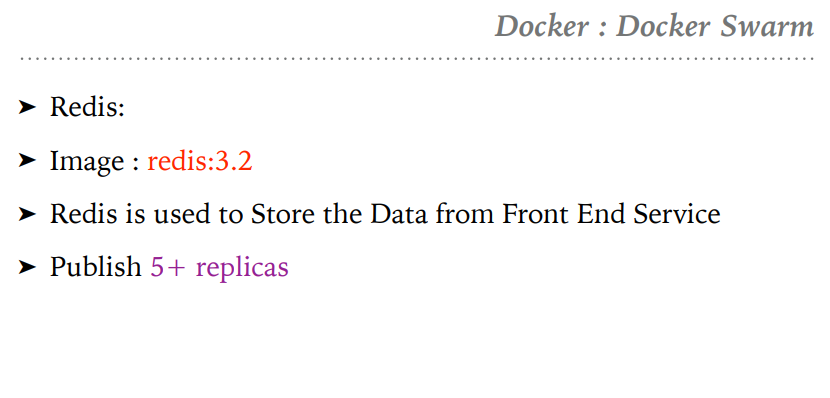 Docker : Docker Swarm
➤ Redis:
➤ Image : redis:3.2
➤ Redis is used to Store the Data from Front End Service
➤ Publish 5+ replicas